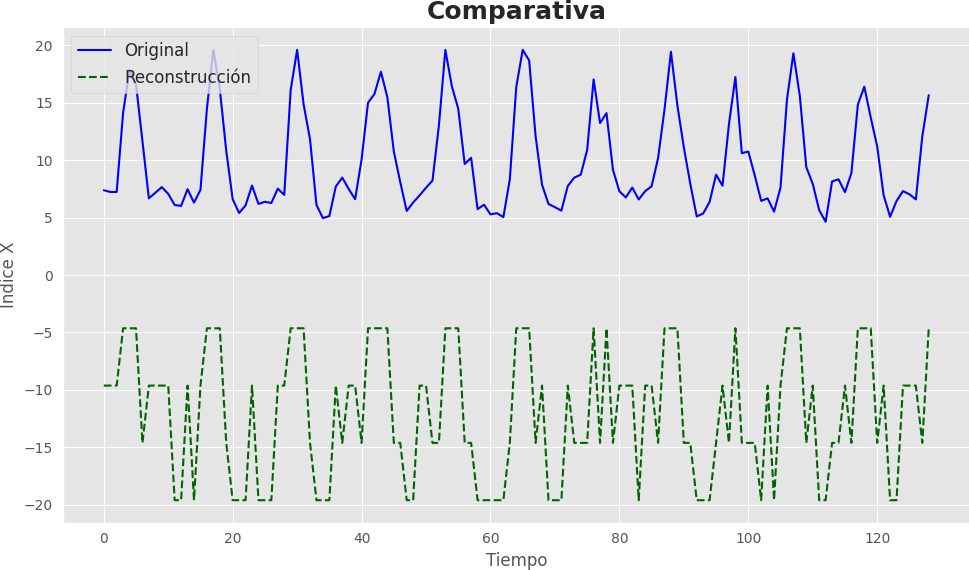 Comparativa
Original
Reconstrucción
Indice X
20
15
10
5
0
−5
−10
−15
−20
0 20 40 60 80 100 120
Tiempo